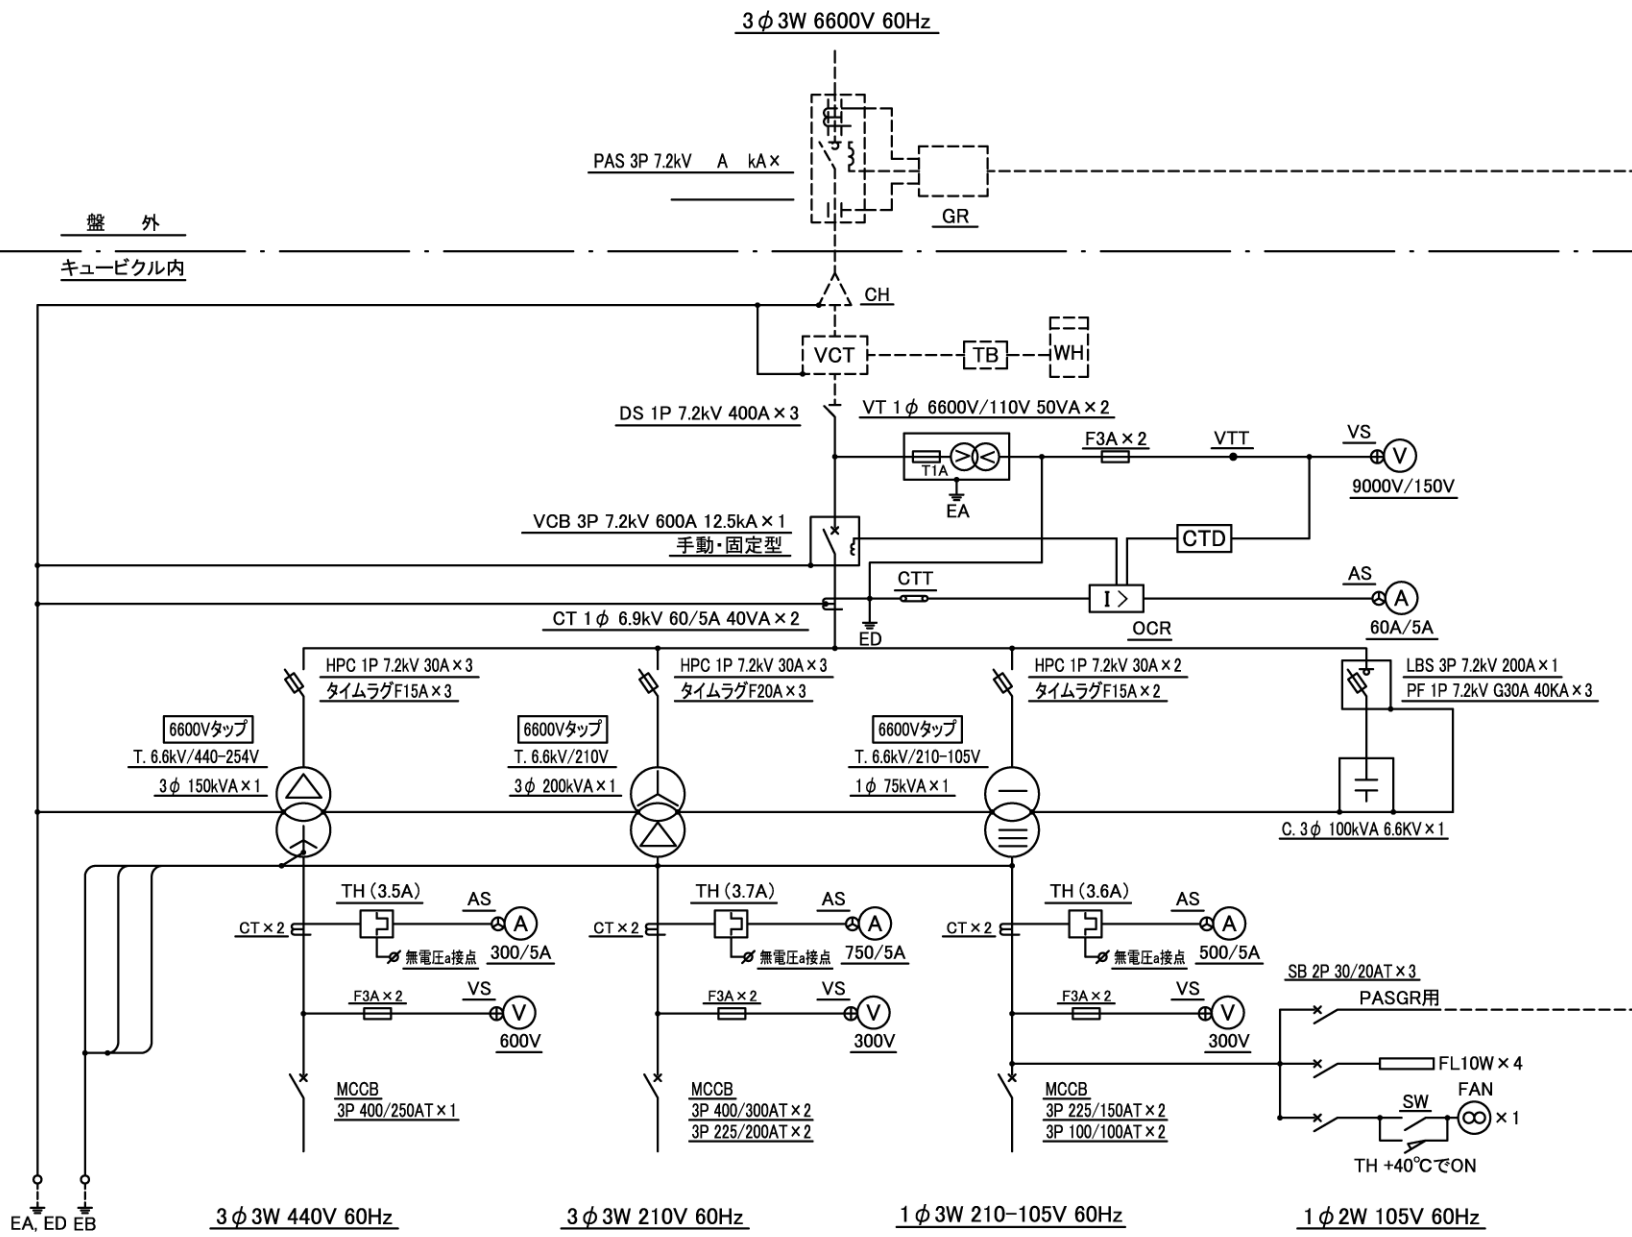 3φ3W 6600V 60Hz
PAS 3P 7.2kV A kA×
GR
盤 外
キュービクル内
CH
VCT
TB
WH
DS 1P 7.2kV 400A×3
VT 1φ 6600V/110V 50VA×2
T1A
EA
F3A×2
VTT
VS
V
9000V/150V
VCB 3P 7.2kV 600A 12.5kA×1
手動・固定型
CTD
CTT
I>
OCR
AS
A
60A/5A
CT 1φ 6.9kV 60/5A 40VA×2
ED
HPC 1P 7.2kV 30A×3
タイムラグF15A×3
HPC 1P 7.2kV 30A×3
タイムラグF20A×3
HPC 1P 7.2kV 30A×2
タイムラグF15A×2
LBS 3P 7.2kV 200A×1
PF 1P 7.2kV G30A 40KA×3
6600Vタップ
T. 6.6kV/440-254V
3φ 150kVA×1
6600Vタップ
T. 6.6kV/210V
3φ 200kVA×1
6600Vタップ
T. 6.6kV/210-105V
1φ 75kVA×1
C. 3φ 100kVA 6.6KV×1
CT×2
TH(3.5A)
AS
A
300/5A
無電圧a接点
F3A×2
VS
V
600V
MCCB
3P 400/250AT×1
CT×2
TH(3.7A)
AS
A
750/5A
無電圧a接点
F3A×2
VS
V
300V
MCCB
3P 400/300AT×2
3P 225/200AT×2
CT×2
TH(3.6A)
AS
A
500/5A
無電圧a接点
F3A×2
VS
V
300V
MCCB
3P 225/150AT×2
3P 100/100AT×2
SB 2P 30/20AT×3
PASGR用
FL10W×4
FAN
SW
×1
TH +40℃でON
EA, ED EB
3φ3W 440V 60Hz
3φ3W 210V 60Hz
1φ3W 210-105V 60Hz
1φ2W 105V 60Hz